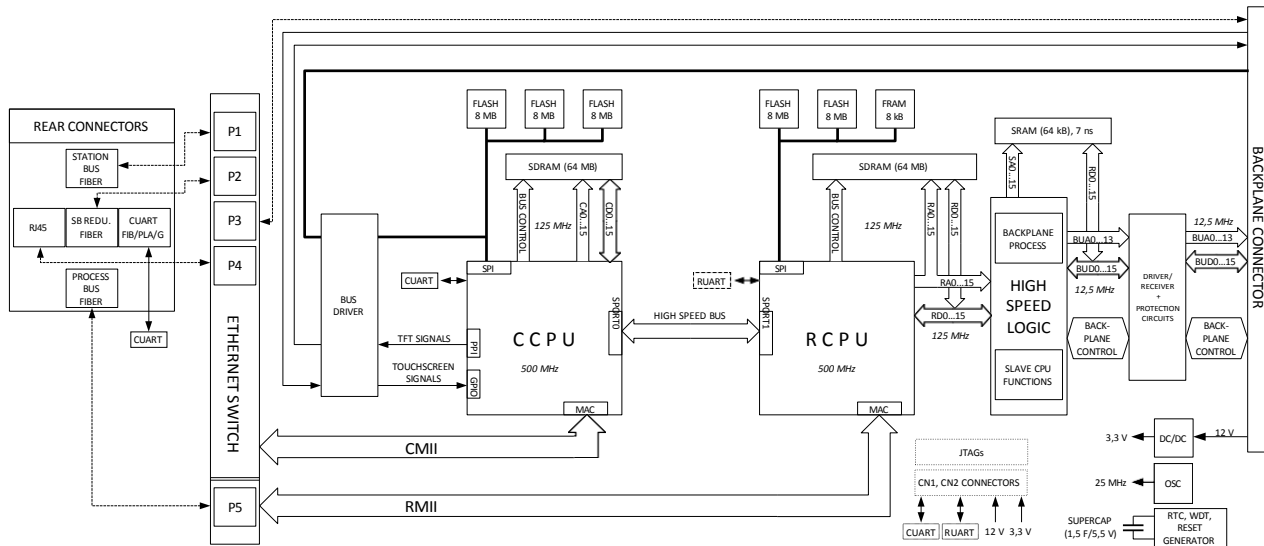 REAR CONNECTORS
STATION
BUS
FIBER
RJ45
SB REDU.
FIBER
CUART
FIB/PLA/G
PROCESS
BUS
FIBER
CUART
P1
P2
P3
P4
ETHERNET SWITCH
P5
BUS
DRIVER
FLASH
8 MB
FLASH
8 MB
FLASH
8 MB
SDRAM (64 MB)
BUS CONTROL
125 MHz
CA0...15
CD0...15
CUART
SPI
SPORT0
CCPU
500 MHz
PPI
GPIO
MAC
TFT SIGNALS
TOUCHSCREEN
SIGNALS
CMII
RMII
HIGH SPEED BUS
FLASH
8 MB
FLASH
8 MB
FRAM
8 kB
SDRAM (64 MB)
BUS CONTROL
125 MHz
RA0...15
RD0...15
RUART
SPI
SPORT1
RCPU
500 MHz
MAC
RA0...15
RD0...15
125 MHz
SRAM (64 kB), 7 ns
SA0...15
RD0...15
BACKPLANE
PROCESS
HIGH
SPEED
LOGIC
SLAVE CPU
FUNCTIONS
BUA0...13
BUD0...15
12,5 MHz
BACK-
PLANE
CONTROL
DRIVER/
RECEIVER
+
PROTECTION
CIRCUITS
12,5 MHz
BUA0...13
BUD0...15
BACK-
PLANE
CONTROL
BACKPLANE CONNECTOR
3,3 V
DC/DC
12 V
25 MHz
OSC
SUPERCAP
(1,5 F/5,5 V)
RTC, WDT,
RESET
GENERATOR
JTAGs
CN1, CN2 CONNECTORS
CUART
RUART
12 V
3,3 V